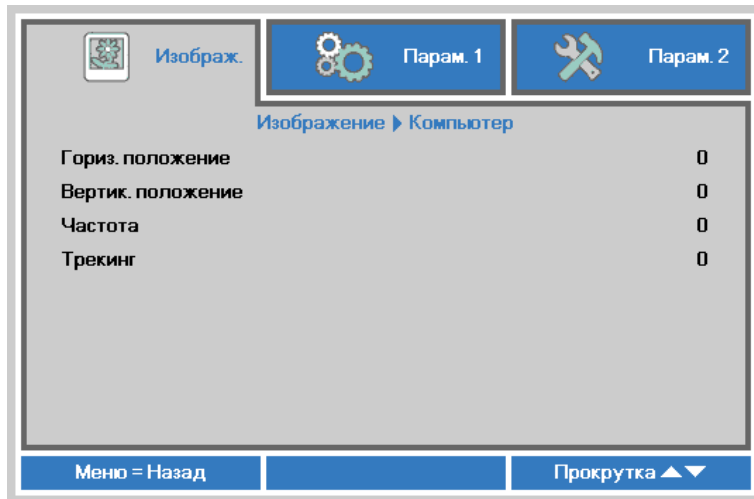 Изображ.
Парам. 1
Парам. 2
Изображение ▶ Компьютер
Гориз. положение 0
Вертик. положение 0
Частота 0
Трекинг 0
Меню = Назад
Прокрутка ▲▼